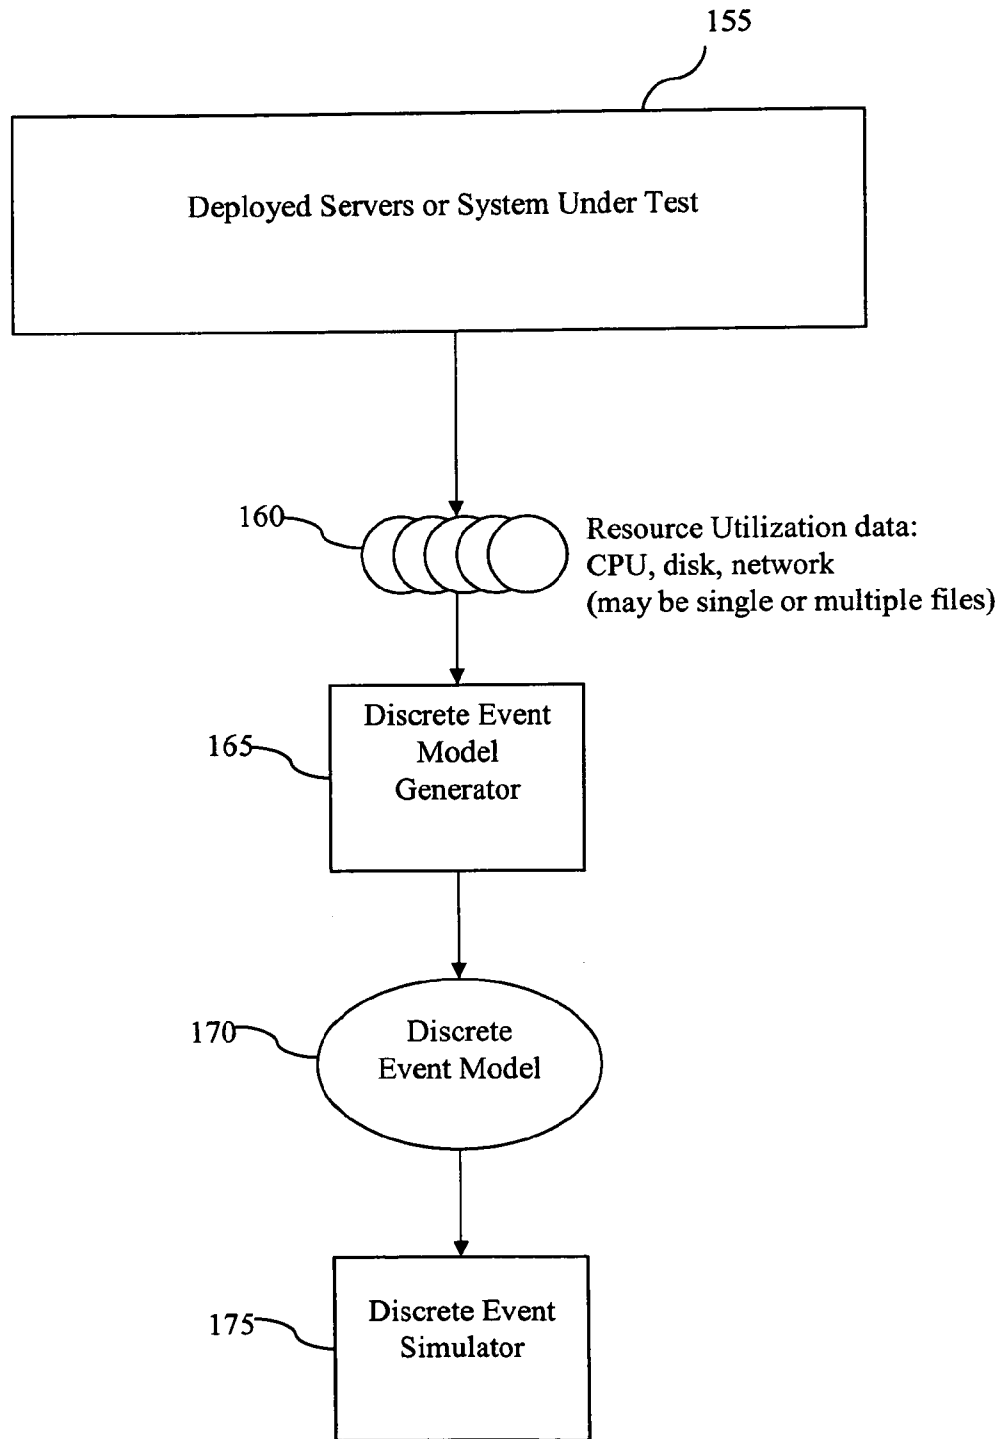 155
Deployed Servers or System Under Test
160
Resource Utilization data:
CPU, disk, network
(may be single or multiple files)
Discrete Event
Model
Generator
165
Discrete
Event Model
170
Discrete Event
Simulator
175